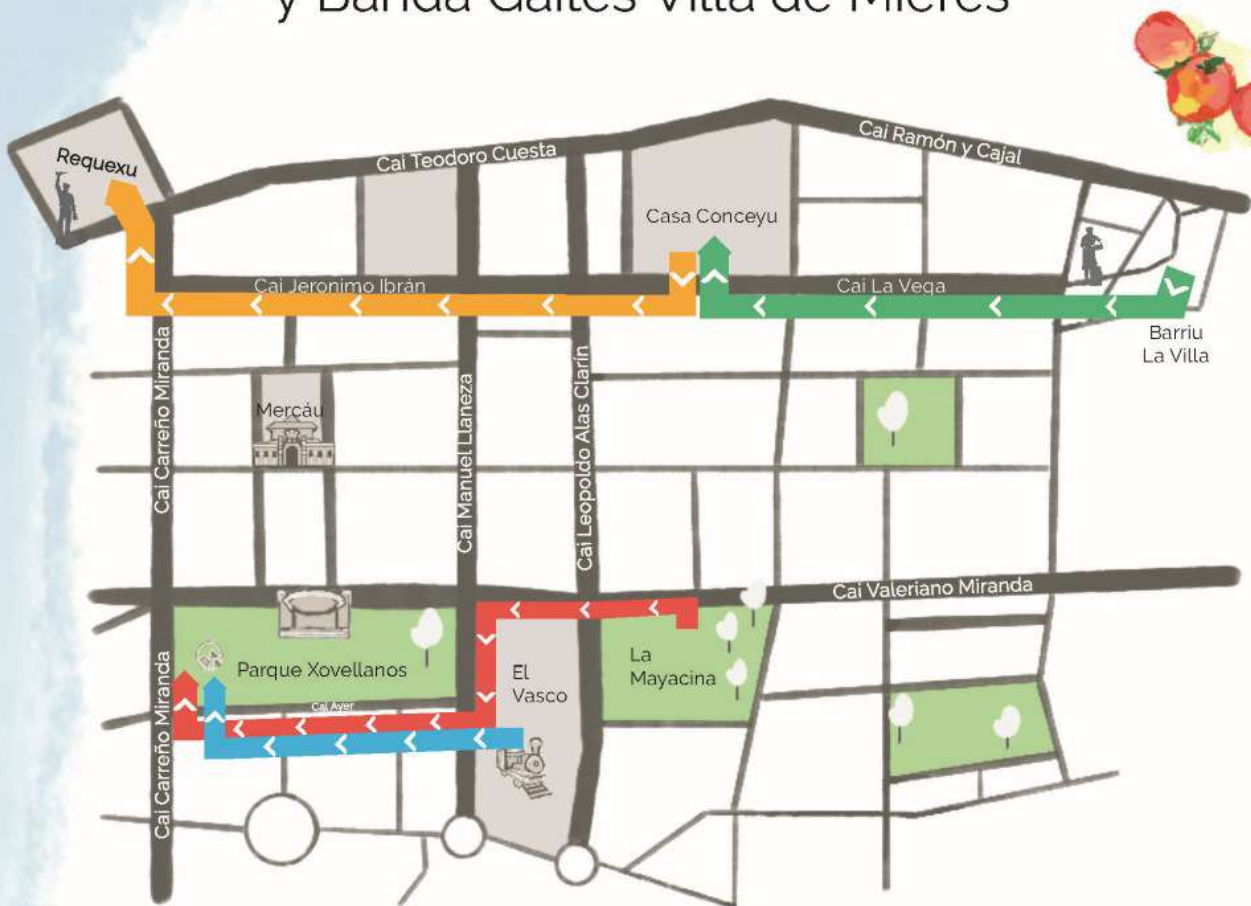 y Banda Gaites Villa de Mieres
Requexu
Cai Teodoro Cuesta
Cai Ramón y Cajal
Casa Conceyu
Cai Jeronimo Ibrán
Cai La Vega
Barriu
La Villa
Cai Carreño Miranda
Mercáu
Cai Manuel Llaneza
Cai Leopoldo Alas Clarín
Cai Valeriano Miranda
Parque Xovellanos
El
Vasco
La
Mayacina
Cai Ayer
Cai Carreño Miranda